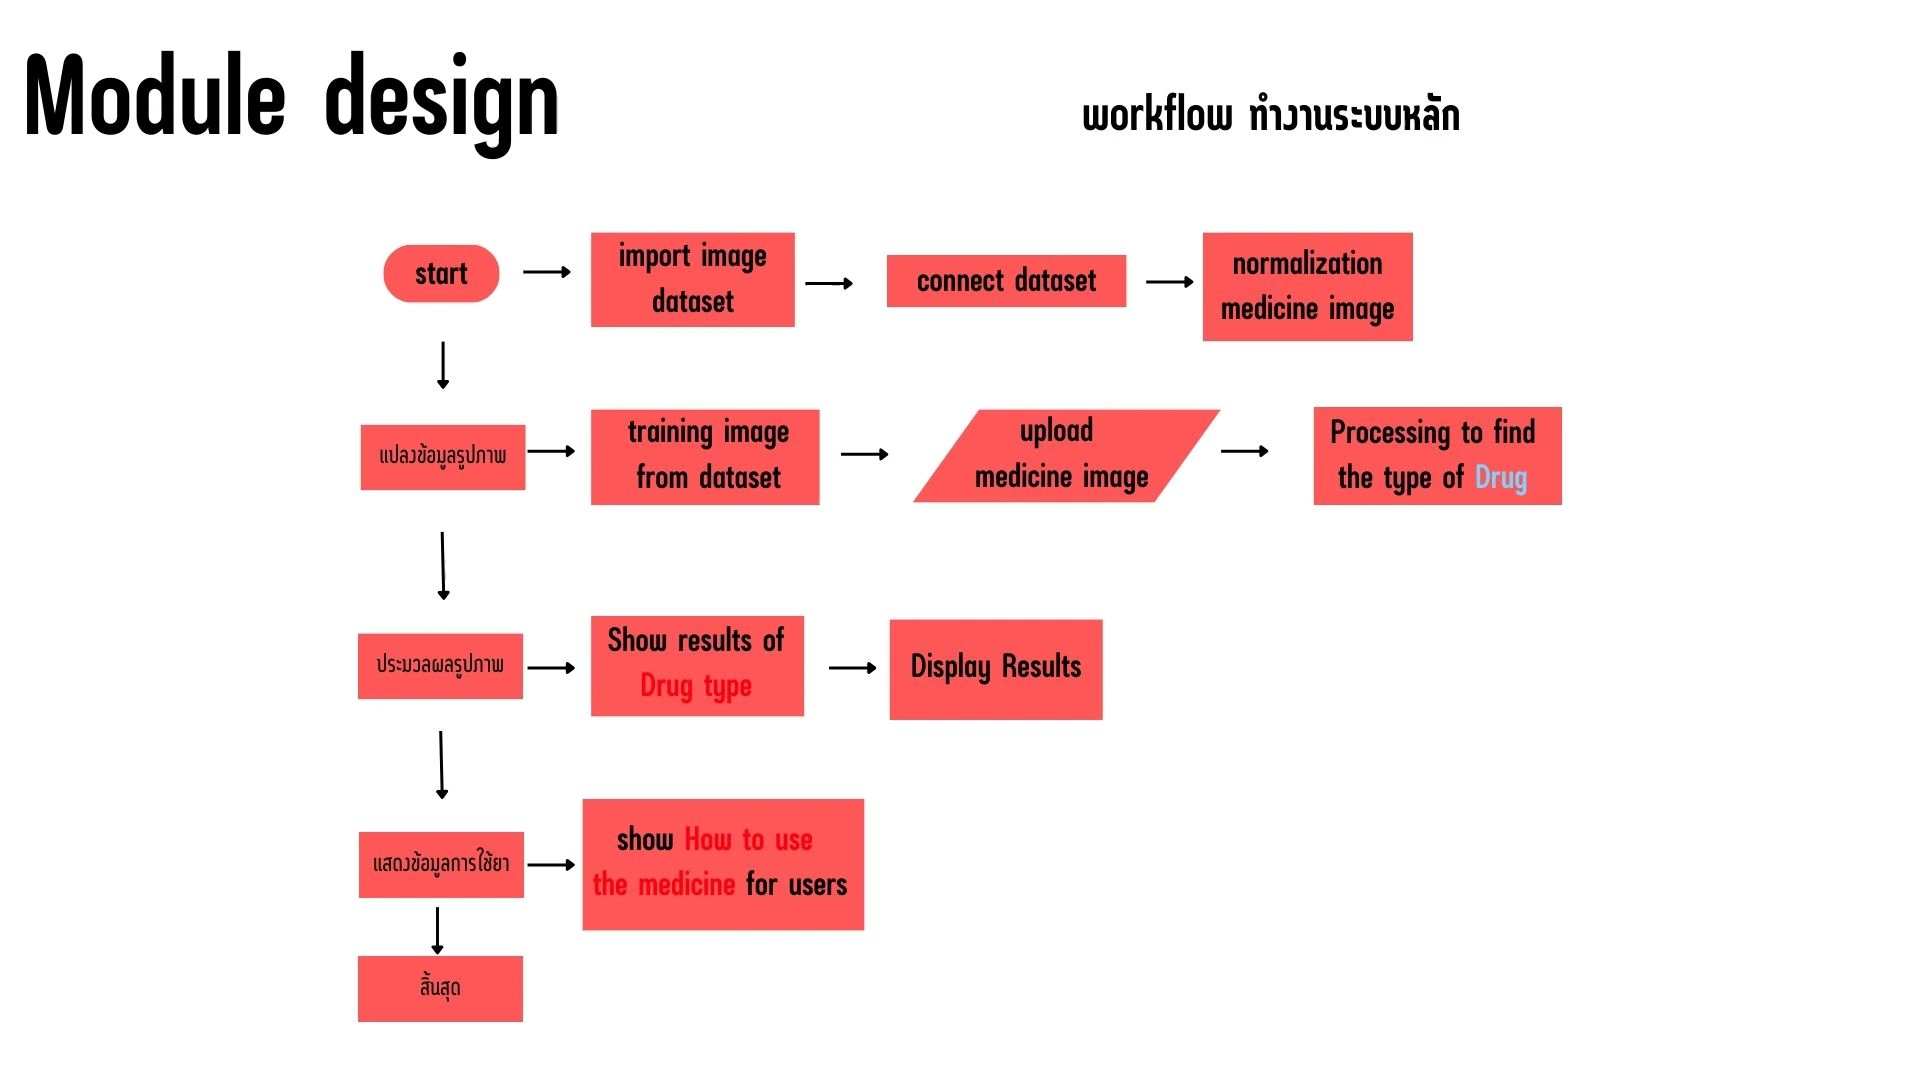 Module design
workflow ทำงานระบบหลัก
start
import image
dataset
connect dataset
normalization
medicine image
แปลงข้อมูลรูปภาพ
training image
from dataset
upload
medicine image
Processing to find
the type of Drug
ประมวลผลรูปภาพ
Show results of
Drug type
Display Results
แสดงข้อมูลการใช้ยา
show How to use
the medicine for users
สิ้นสุด